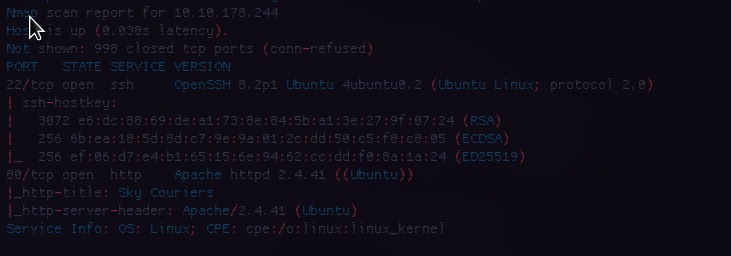 Nmap scan report for 10.10.178.244
Host is up (0.038s latency).
Not shown: 998 closed tcp ports (conn-refused)
PORT   STATE SERVICE VERSION
22/tcp open  ssh     OpenSSH 8.2p1 Ubuntu 4ubuntu0.2 (Ubuntu Linux; protocol 2.0)
| ssh-hostkey:
|   3072 e6:dc:88:69:de:a1:73:8e:84:5b:a1:3e:27:9f:07:24 (RSA)
|   256 6b:ea:18:5d:8d:c7:9e:9a:01:2c:dd:50:c5:f8:c8:05 (ECDSA)
|_  256 ef:06:d7:e4:b1:65:15:6e:94:62:cc:dd:f0:8a:1a:24 (ED25519)
80/tcp open  http    Apache httpd 2.4.41 ((Ubuntu))
|_http-title: Sky Couriers
|_http-server-header: Apache/2.4.41 (Ubuntu)
Service Info: OS: Linux; CPE: cpe:/o:linux:linux_kernel